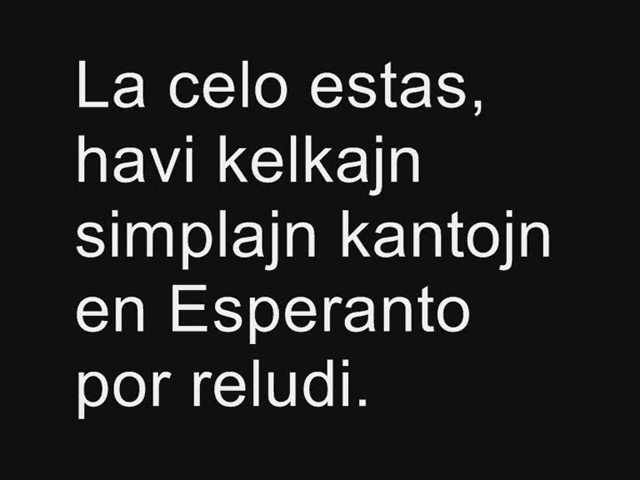 La celo estas,
havi kelkajn
simplajn kantojn
en Esperanto
por reludi.